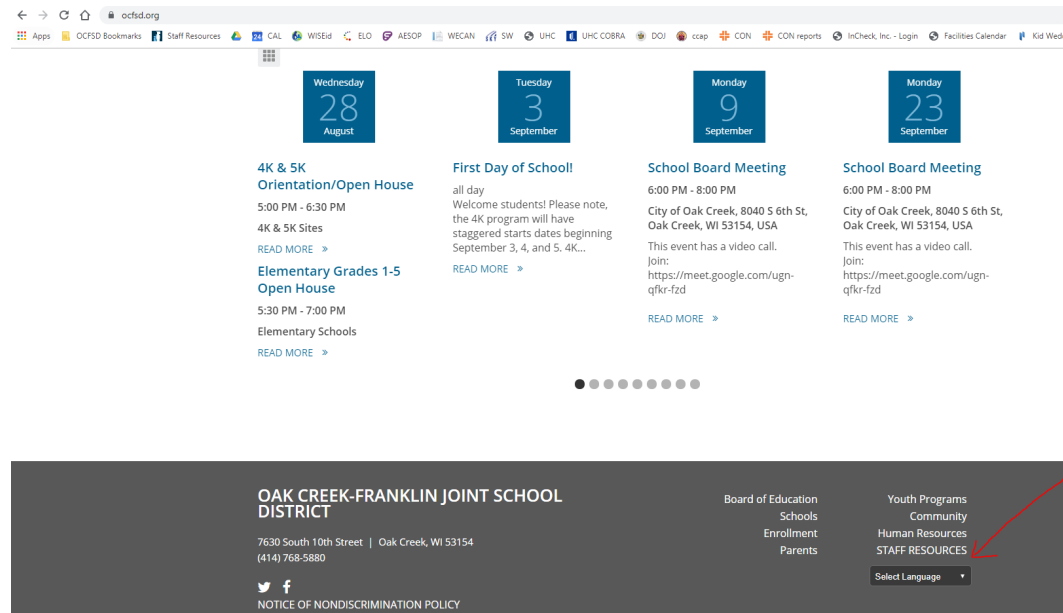 ocfsd.org
Apps OCFSD Bookmarks Staff Resources 24 CAL WISEid ELO AESOP WECAN SW UHC UHC COBRA DOJ ccap CON CON reports InCheck, Inc. - Login Facilities Calendar Kid Wed
Wednesday
28
August
4K & 5K
Orientation/Open House
5:00 PM - 6:30 PM
4K & 5K Sites
READ MORE »
Elementary Grades 1-5
Open House
5:30 PM - 7:00 PM
Elementary Schools
READ MORE »
Tuesday
3
September
First Day of School!
all day
Welcome students! Please note,
the 4K program will have
staggered starts dates beginning
September 3, 4, and 5. 4K...
READ MORE »
Monday
9
September
School Board Meeting
6:00 PM - 8:00 PM
City of Oak Creek, 8040 S 6th St,
Oak Creek, WI 53154, USA
This event has a video call.
Join:
https://meet.google.com/ugn-
qfkr-fzd
READ MORE »
Monday
23
September
School Board Meeting
6:00 PM - 8:00 PM
City of Oak Creek, 8040 S 6th St,
Oak Creek, WI 53154, USA
This event has a video call.
Join:
https://meet.google.com/ugn-
qfkr-fzd
READ MORE »
OAK CREEK-FRANKLIN JOINT SCHOOL
DISTRICT
7630 South 10th Street | Oak Creek, WI 53154
(414) 768-5880
NOTICE OF NONDISCRIMINATION POLICY
Board of Education
Schools
Enrollment
Parents
Youth Programs
Community
Human Resources
STAFF RESOURCES
Select Language